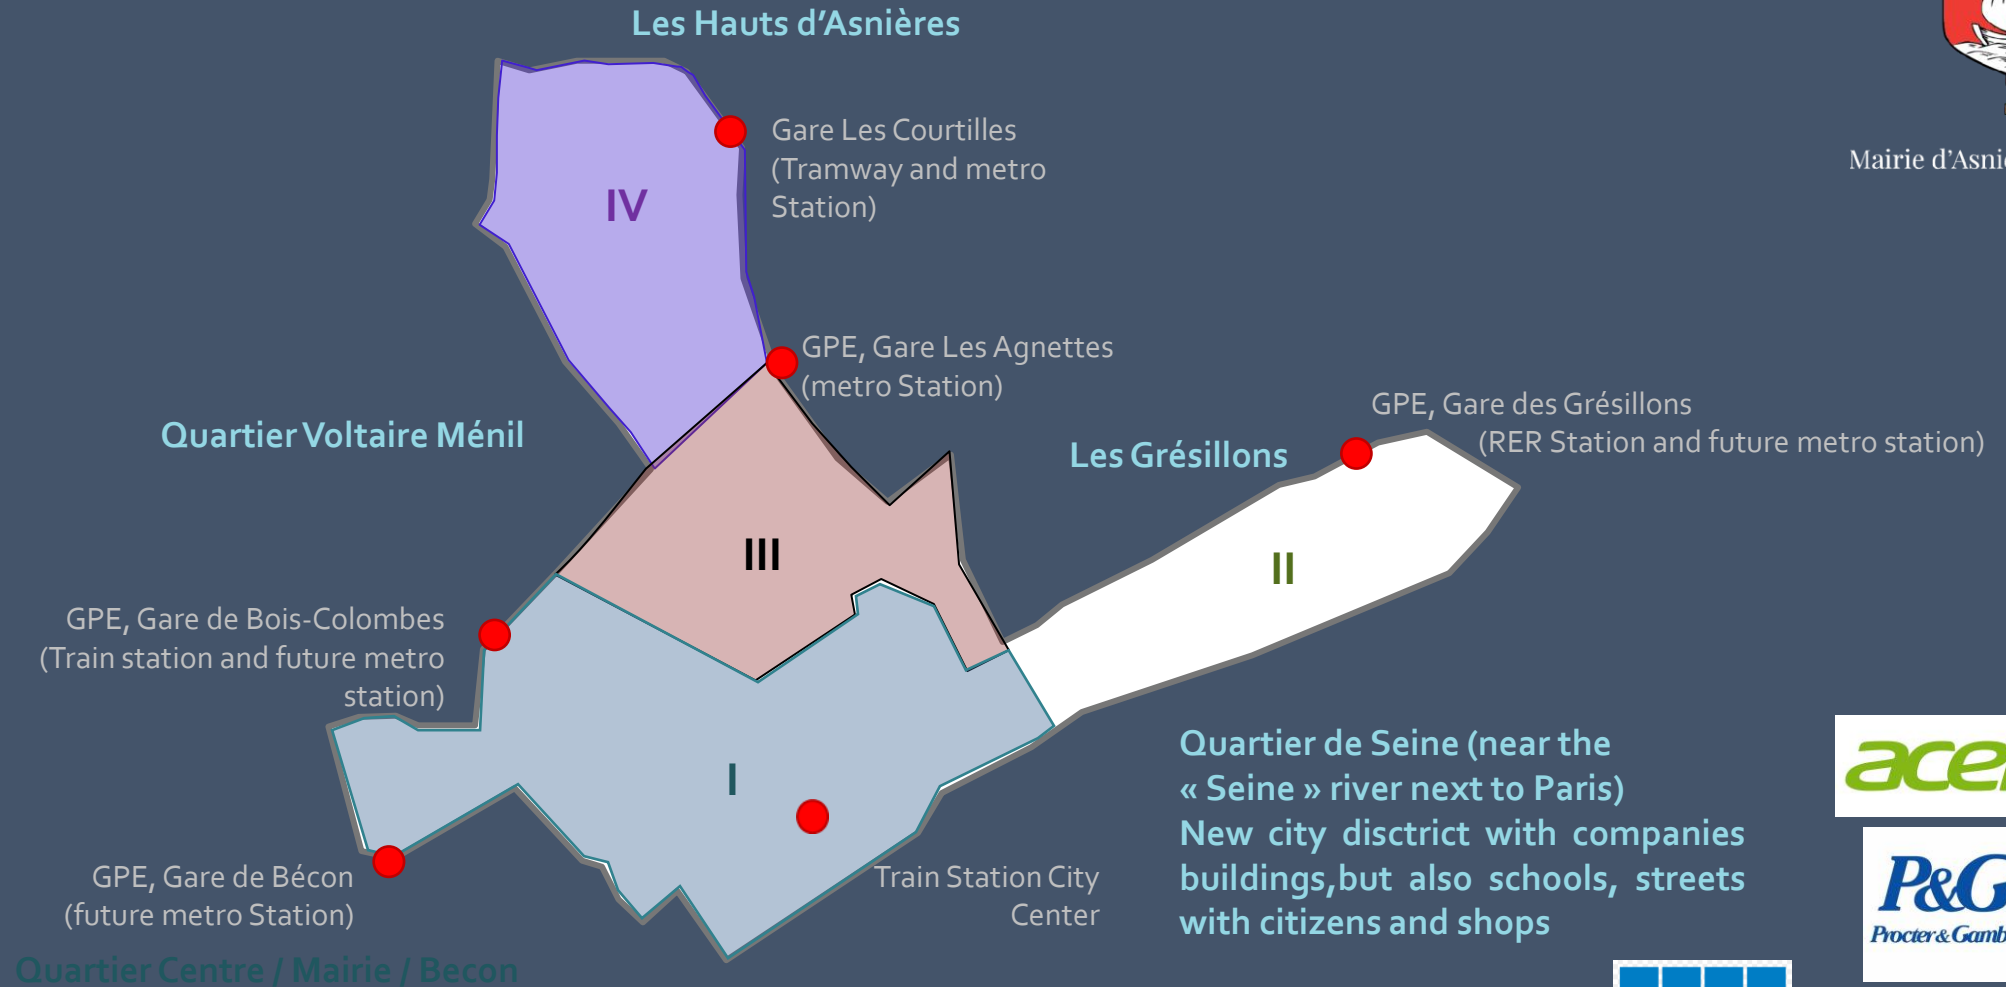 Les Hauts d'Asnières
Gare Les Courtilles
(Tramway and metro
Station)
IV
Mairie d'Asni
GPE, Gare Les Agnettes
(metro Station)
GPE, Gare des Grésillons
(RER Station and future metro station)
Quartier Voltaire Ménil
Les Grésillons
III
II
GPE, Gare de Bois-Colombes
(Train station and future metro
station)
I
Quartier de Seine (near the
« Seine » river next to Paris)
New city disctrict with companies
buildings,but also schools, streets
with citizens and shops
acer
P&G
Procter & Gamb
GPE, Gare de Bécon
(future metro Station)
Train Station City
Center
Quartier Centre / Mairie / Becon